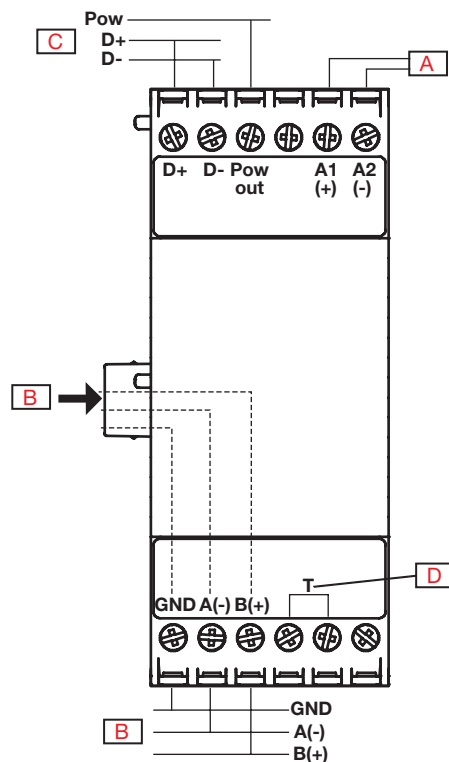 Pow
C D+
D-
A
D+ D- Pow out A1 (+) A2 (-)
B
T
D
GND A(-) B(+)
GND
B A(-)
B(+)